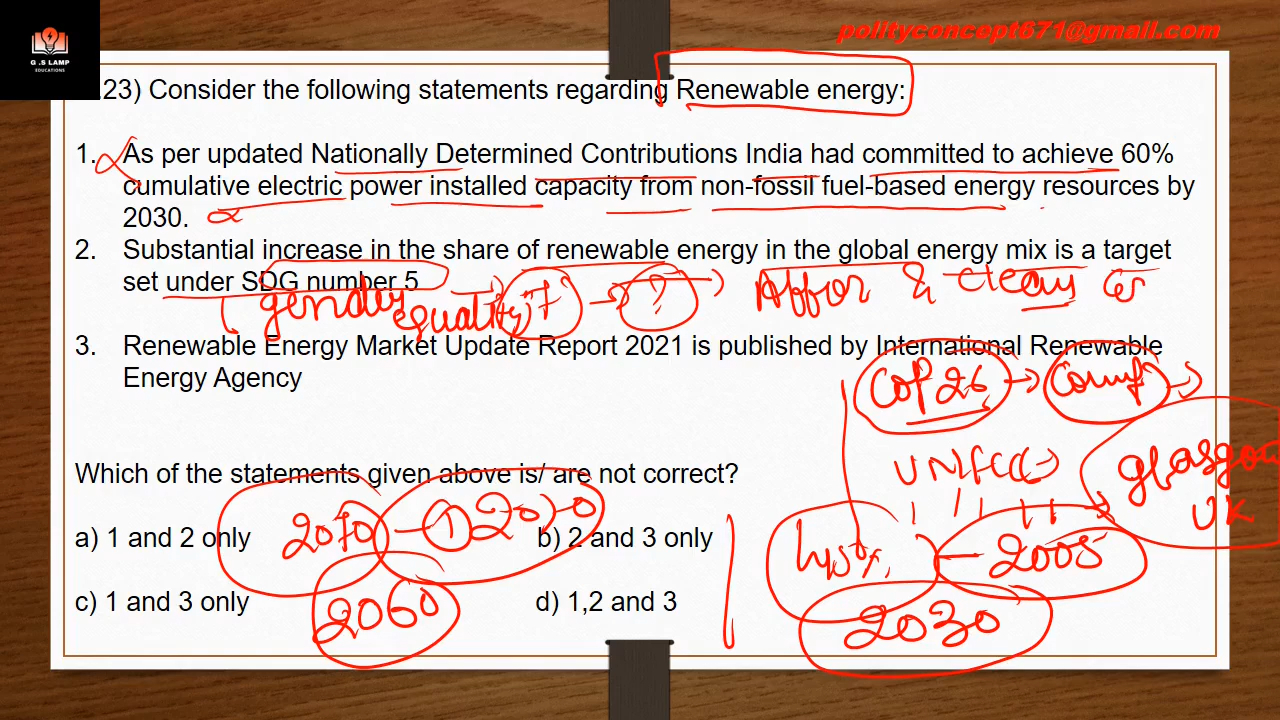 G .S LAMP
EDUCATIONS
polityconcept671@gmail.com
.23) Consider the following statements regarding Renewable energy:
1. As per updated Nationally Determined Contributions India had committed to achieve 60%
cumulative electric power installed capacity from non-fossil fuel-based energy resources by
2030.
2. Substantial increase in the share of renewable energy in the global energy mix is a target
set under SDG number 5
gender equality 7 → ? → Affor & clean
3. Renewable Energy Market Update Report 2021 is published by International Renewable
Energy Agency
COP 26 → Conf →
UNFCCC
glasgow
UK
Which of the statements given above is/ are not correct?
2070 - 1 2070
a) 1 and 2 only b) 2 and 3 only
2005
c) 1 and 3 only d) 1,2 and 3
2060
2030